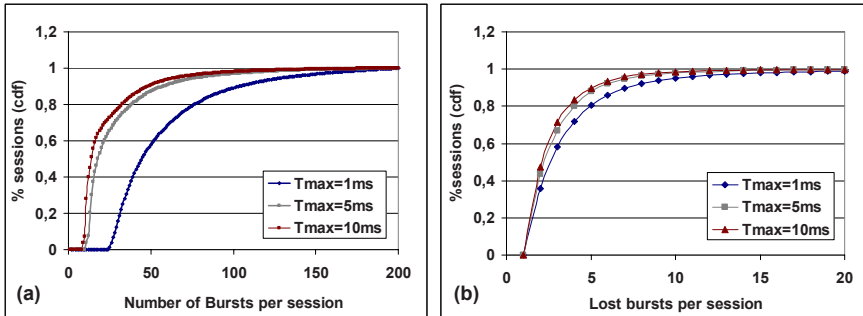 1,2
1
0,8
0,6
0,4
0,2
0
% sessions (cdf)
Tmax=1ms
Tmax=5ms
Tmax=10ms
0 50 100 150 200
(a) Number of Bursts per session
1,2
1
0,8
0,6
0,4
0,2
0
%sessions (cdf)
Tmax=1ms
Tmax=5ms
Tmax=10ms
0 5 10 15 20
(b) Lost bursts per session